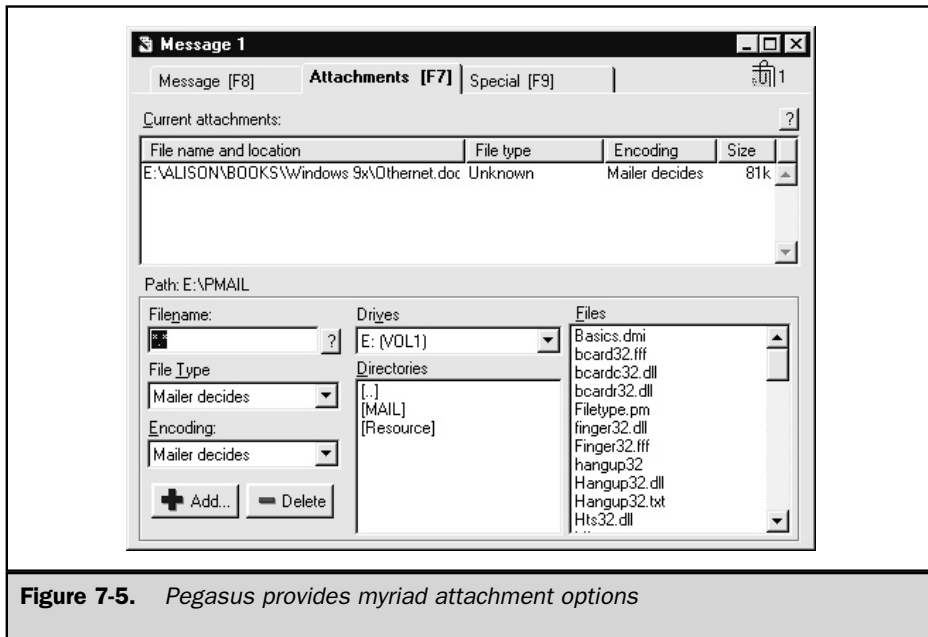 Message 1
Message [F8] Attachments [F7] Special [F9] 1
Current attachments: ?
File name and location File type Encoding Size
E:\ALISON\BOOKS\Windows 9x\Othernet.doc Unknown Mailer decides 81k
Path: E:\PMAIL
Filename:
*.*
?
File Type
Mailer decides
Encoding:
Mailer decides
Add... Delete
Drives
E: (VOL1)
Directories
[..]
[MAIL]
[Resource]
Files
Basics.dmi
bcard32.fff
bcardc32.dll
bcardr32.dll
Filetype.pm
finger32.dll
Finger32.fff
hangup32
Hangup32.dll
Hangup32.txt
Hts32.dll
Figure 7-5. Pegasus provides myriad attachment options